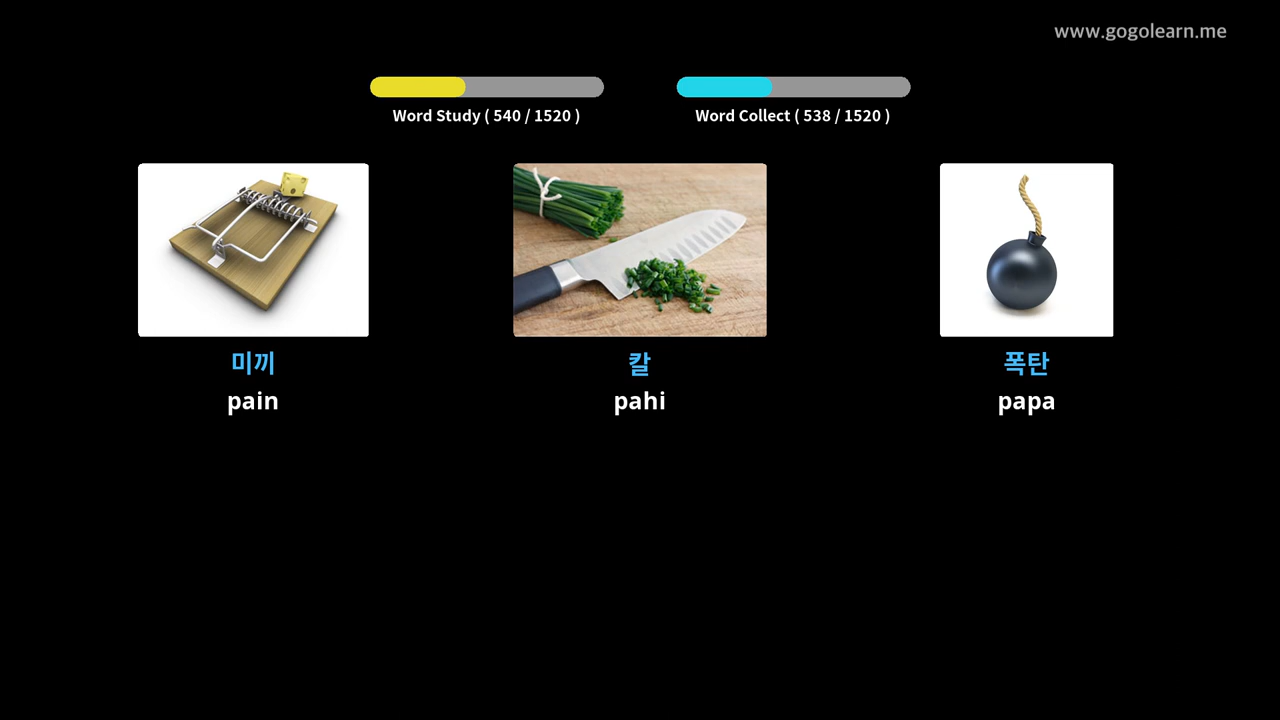 www.gogolearn.me
Word Study ( 540 / 1520 )
Word Collect ( 538 / 1520 )
미끼
pain
칼
pahi
폭탄
papa